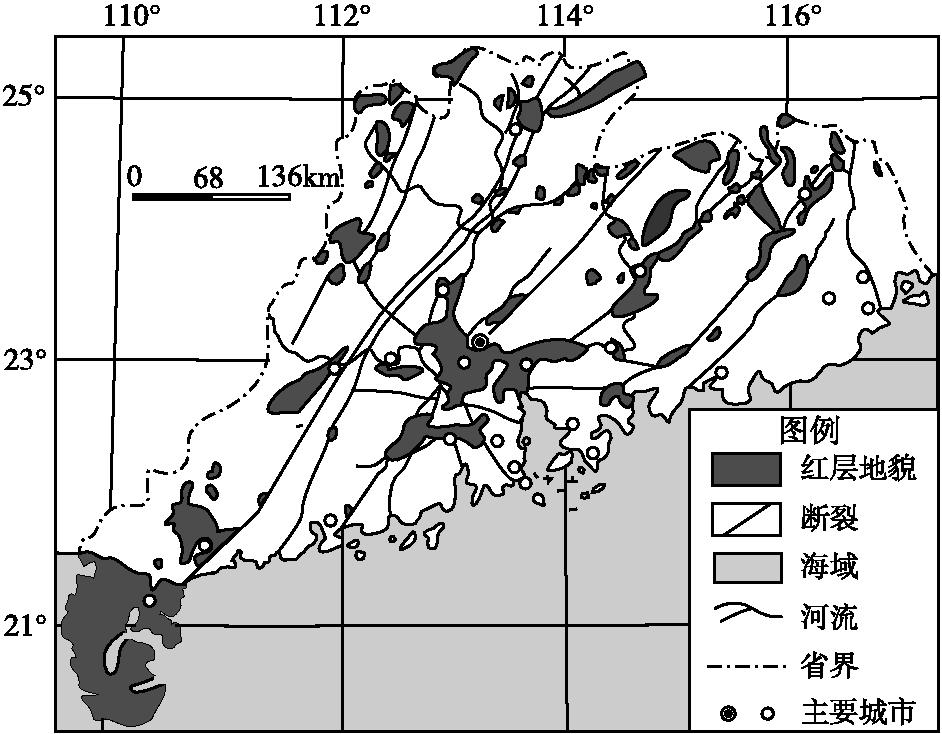 110° 112° 114° 116°
25°
0 68 136km
23°
图例
红层地貌
断裂
海域
河流
21°
省界
主要城市